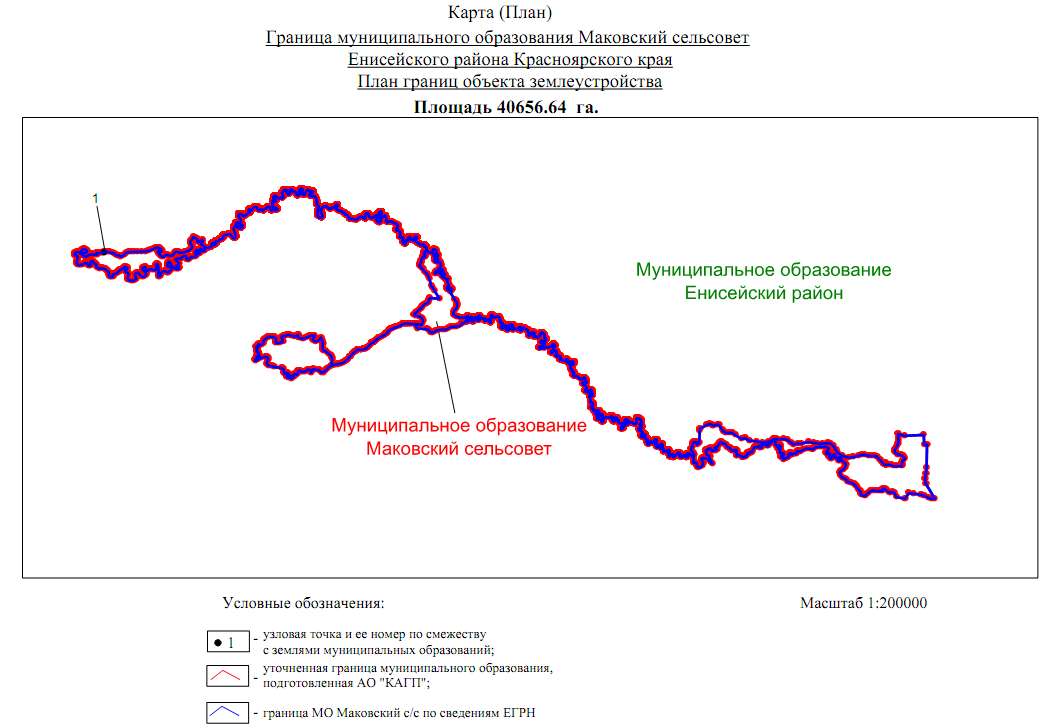 Карта (План)
Граница муниципального образования Маковский сельсовет
Енисейского района Красноярского края
План границ объекта землеустройства
Площадь 40656.64 га.
1
Муниципальное образование
Енисейский район
Муниципальное образование
Маковский сельсовет
Условные обозначения:
Масштаб 1:200000
1 - узловая точка и ее номер по смежеству
с землями муниципальных образований;
- уточненная граница муниципального образования,
подготовленная АО "КАГП";
- граница МО Маковский с/с по сведениям ЕГРН